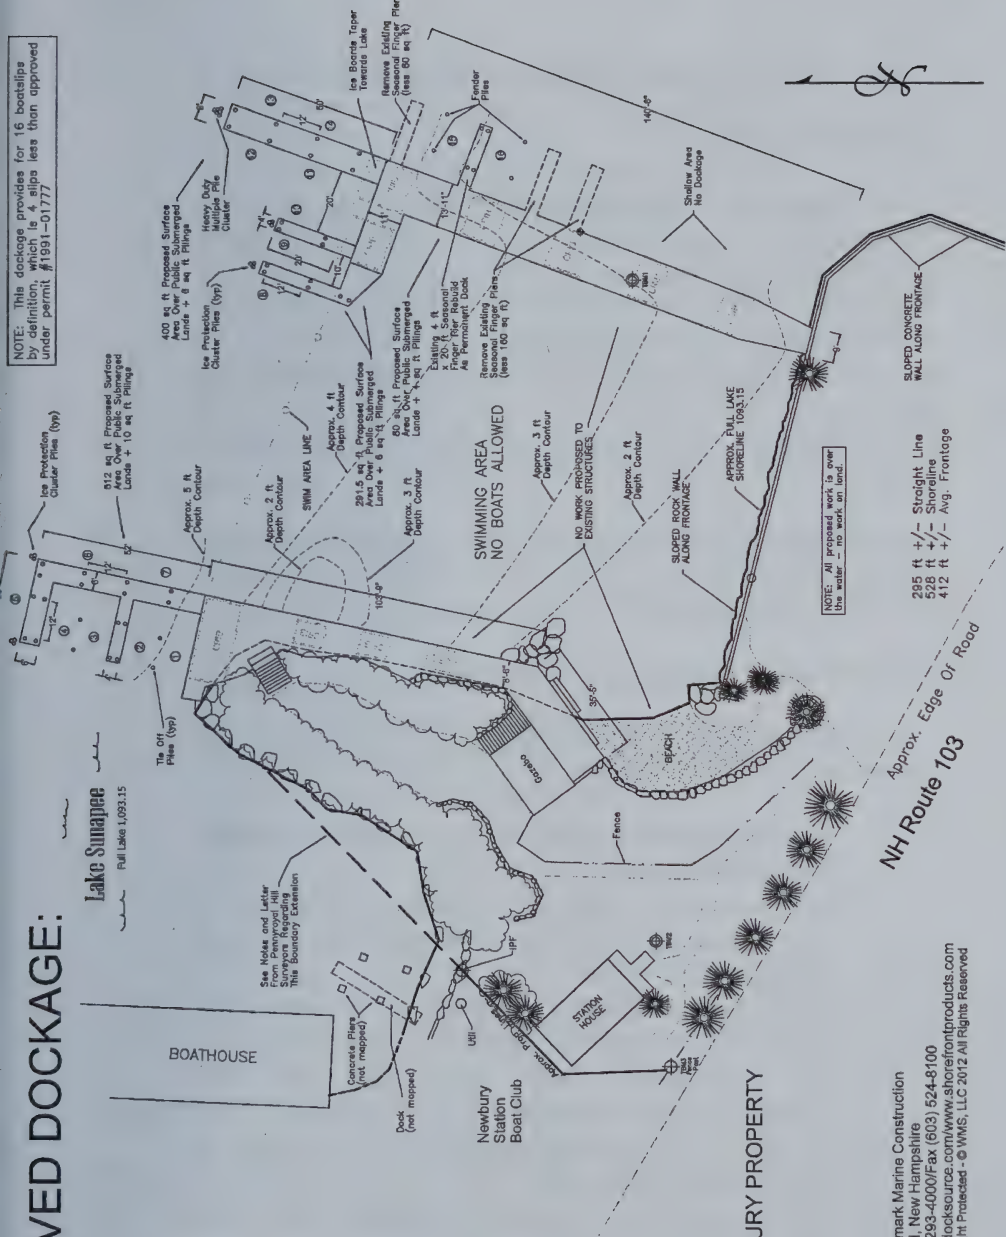 VED DOCKAGE:
NOTE: This dockage provides for 16 boatslips
by definition, which is 4 slips less than approved
under permit #1991-01777
Lake Sunapee
Full Lake 1,093.15
Tie Off
Piles (typ)
Ice Protection
Cluster Piles (typ)
512 sq ft Proposed Surface
Area Over Public Submerged
Lands + 10 sq ft Pilings
Approx. 5 ft
Depth Contour
Approx. 2 ft
Depth Contour
SWIM AREA LINE
Approx. 4 ft
Depth Contour
Approx. 3 ft
Depth Contour
291.5 sq ft Proposed Surface
Area Over Public Submerged
Lands + 6 sq ft Pilings
400 sq ft Proposed Surface
Area Over Public Submerged
Lands + 8 sq ft Pilings
Heavy Duty
Multiple Pile
Cluster
Ice Protection
Cluster Piles (typ)
Ice Boards Taper
Towards Lake
Remove Existing
Seasonal Finger Pier
(less 80 sq ft)
Fender
Piles
80 sq ft Proposed Surface
Area Over Public Submerged
Lands + 4 sq ft Pilings
Existing 4 ft
x 20 ft Seasonal
Finger Pier Rebuild
As Permanent Dock
Remove Existing
Seasonal Finger Piers
(less 160 sq ft)
SWIMMING AREA
NO BOATS ALLOWED
Approx. 3 ft
Depth Contour
NO WORK PROPOSED TO
EXISTING STRUCTURES
Approx. 2 ft
Depth Contour
Shallow Area
No Dockage
SLOPED ROCK WALL
ALONG FRONTAGE
APPROX. FULL LAKE
SHORELINE 1093.15
SLOPED CONCRETE
WALL ALONG FRONTAGE
140'-8"
13'-11"
35'-5"
NOTE: All proposed work is over
the water - no work on land.
295 ft +/- Straight Line
528 ft +/- Shoreline
412 ft +/- Avg. Frontage
See Notes and Letter
From Pennyroyal Hill
Surveyors Regarding
This Boundary Extension
BOATHOUSE
Concrete Piers
(not mapped)
Dock
(not mapped)
Newbury
Station
Boat Club
Util
IPF
STATION
HOUSE
Gazebo
Fence
BEACH
Approx. Edge Of Road
NH Route 103
URY PROPERTY
mark Marine Construction
, New Hampshire
293-4000/Fax (603) 524-8100
locksource.com/www.shorefrontproducts.com
ht Protected - © WMS, LLC 2012 All Rights Reserved